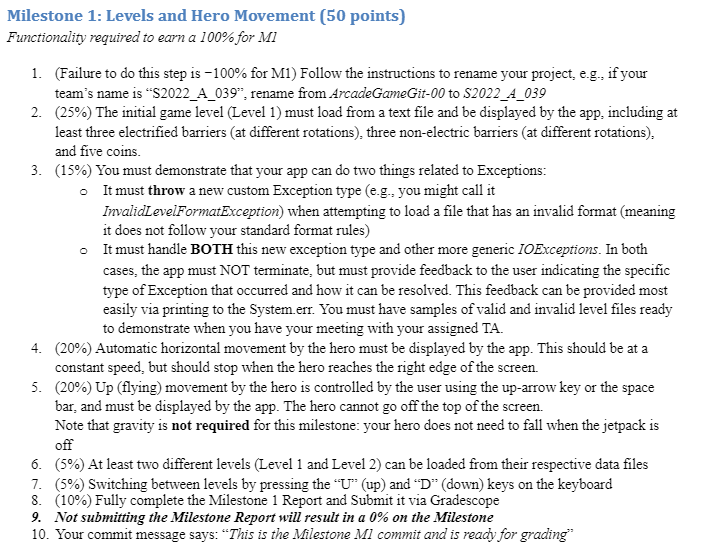 Milestone 1: Levels and Hero Movement (50 points)
Functionality required to earn a 100% for M1
1. (Failure to do this step is −100% for M1) Follow the instructions to rename your project, e.g., if your
team's name is "S2022_A_039", rename from ArcadeGameGit-00 to S2022_A_039
2. (25%) The initial game level (Level 1) must load from a text file and be displayed by the app, including at
least three electrified barriers (at different rotations), three non-electric barriers (at different rotations),
and five coins.
3. (15%) You must demonstrate that your app can do two things related to Exceptions:
o It must throw a new custom Exception type (e.g., you might call it
InvalidLevelFormatException) when attempting to load a file that has an invalid format (meaning
it does not follow your standard format rules)
o It must handle BOTH this new exception type and other more generic IOExceptions. In both
cases, the app must NOT terminate, but must provide feedback to the user indicating the specific
type of Exception that occurred and how it can be resolved. This feedback can be provided most
easily via printing to the System.err. You must have samples of valid and invalid level files ready
to demonstrate when you have your meeting with your assigned TA.
4. (20%) Automatic horizontal movement by the hero must be displayed by the app. This should be at a
constant speed, but should stop when the hero reaches the right edge of the screen.
5. (20%) Up (flying) movement by the hero is controlled by the user using the up-arrow key or the space
bar, and must be displayed by the app. The hero cannot go off the top of the screen.
Note that gravity is not required for this milestone: your hero does not need to fall when the jetpack is
off
6. (5%) At least two different levels (Level 1 and Level 2) can be loaded from their respective data files
7. (5%) Switching between levels by pressing the "U" (up) and "D" (down) keys on the keyboard
8. (10%) Fully complete the Milestone 1 Report and Submit it via Gradescope
9. Not submitting the Milestone Report will result in a 0% on the Milestone
10. Your commit message says: "This is the Milestone M1 commit and is ready for grading"